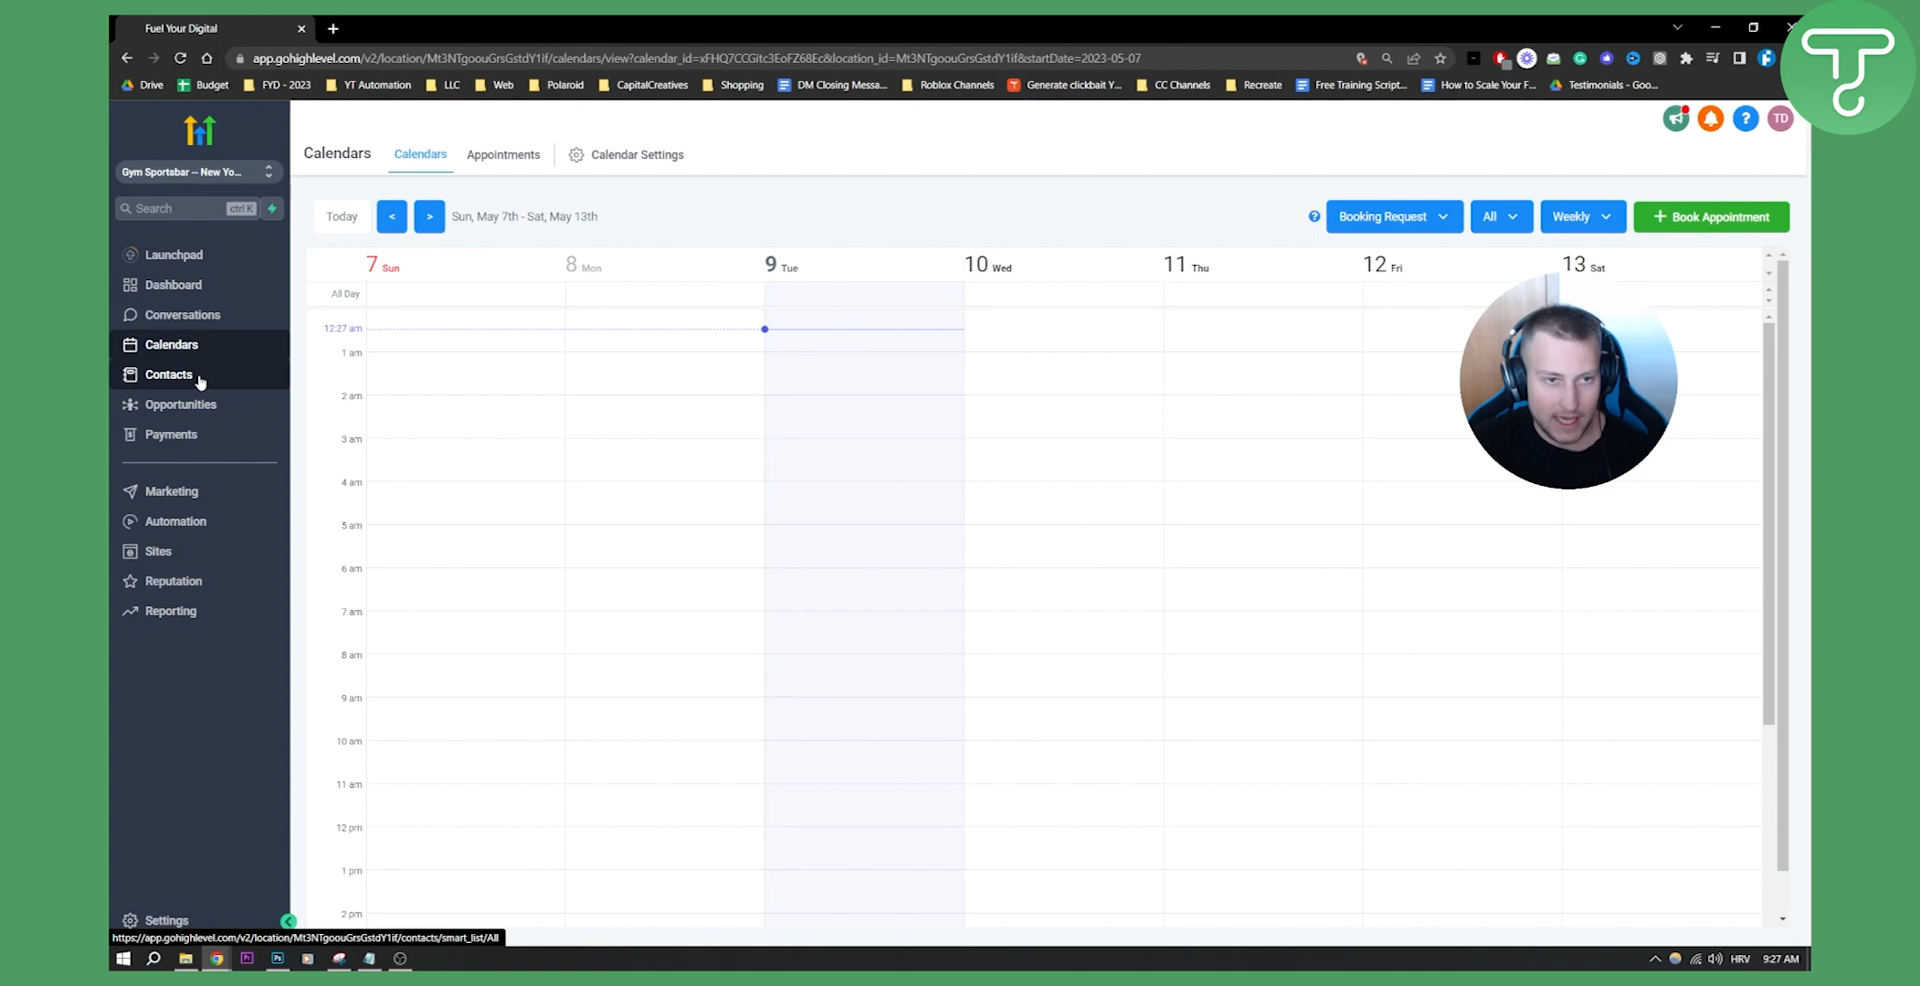 Fuel Your Digital
app.gohighlevel.com/v2/location/Mt3NTgoouGrsGstdY1if/calendars/view?calendar_id=xFHQ7CCGitc3EoFZ68Ec&location_id=Mt3NTgoouGrsGstdY1if&startDate=2023-05-07
Drive Budget FYD - 2023 YT Automation LLC Web Polaroid CapitalCreatives Shopping DM Closing Messa... Roblox Channels Generate clickbait Y... CC Channels Recreate Free Training Script... How to Scale Your F... Testimonials - Goo...
TD
Calendars Calendars Appointments Calendar Settings
Gym Sportsbar – New Yo...
Search ctrl K
Today < > Sun, May 7th - Sat, May 13th ? Booking Request All Weekly + Book Appointment
Launchpad
Dashboard
Conversations
Calendars
Contacts
Opportunities
Payments
Marketing
Automation
Sites
Reputation
Reporting
Settings
7 Sun 8 Mon 9 Tue 10 Wed 11 Thu 12 Fri 13 Sat
All Day
12:27 am
1 am
2 am
3 am
4 am
5 am
6 am
7 am
8 am
9 am
10 am
11 am
12 pm
1 pm
2 pm
https://app.gohighlevel.com/v2/location/Mt3NTgoouGrsGstdY1if/contacts/smart_list/All
HRV 9:27 AM